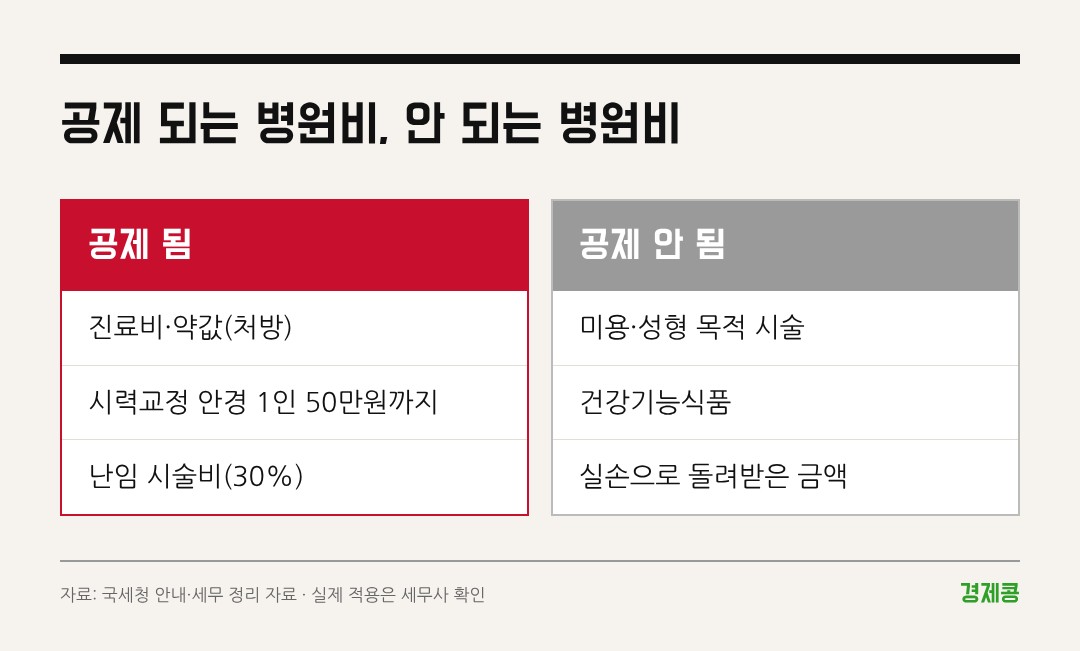 공제 되는 병원비, 안 되는 병원비
공제 됨
진료비·약값(처방)
시력교정 안경 1인 50만원까지
난임 시술비(30%)
공제 안 됨
미용·성형 목적 시술
건강기능식품
실손으로 돌려받은 금액
자료: 국세청 안내·세무 정리 자료 · 실제 적용은 세무사 확인
경제콩